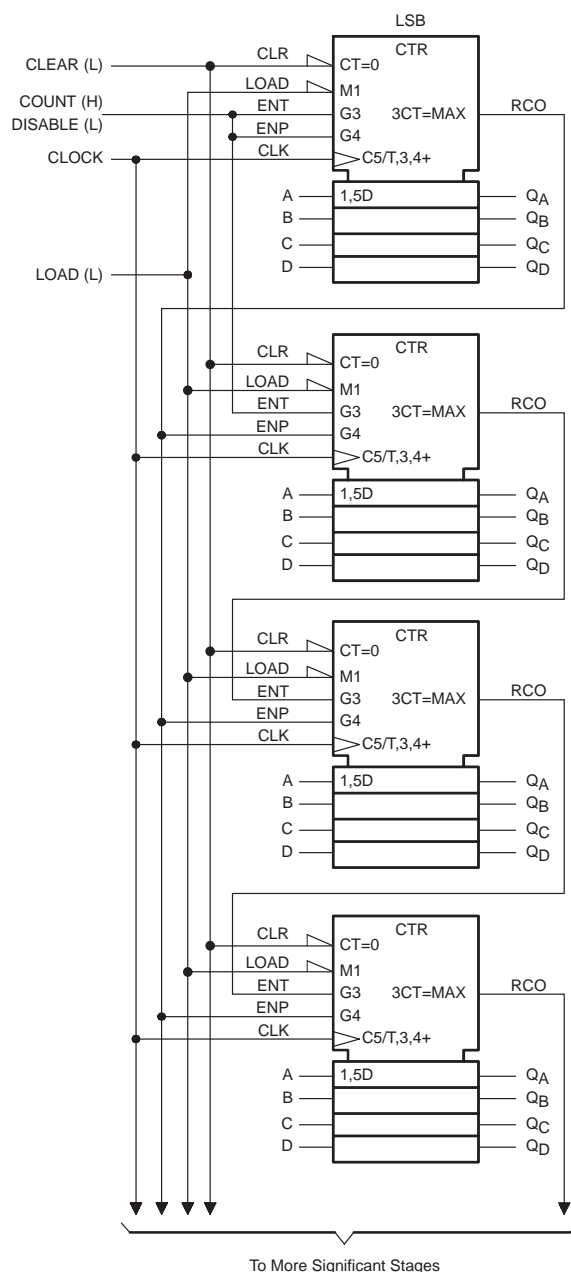 LSB
CLR CT=0 CTR
CLEAR (L)
LOAD M1
COUNT (H) ENT G3 3CT=MAX RCO
DISABLE (L) ENP G4
CLOCK CLK C5/T,3,4+
A 1,5D QA
B QB
C QC
LOAD (L) D QD
CLR CT=0 CTR
LOAD M1
ENT G3 3CT=MAX RCO
ENP G4
CLK C5/T,3,4+
A 1,5D QA
B QB
C QC
D QD
CLR CT=0 CTR
LOAD M1
ENT G3 3CT=MAX RCO
ENP G4
CLK C5/T,3,4+
A 1,5D QA
B QB
C QC
D QD
CLR CT=0 CTR
LOAD M1
ENT G3 3CT=MAX RCO
ENP G4
CLK C5/T,3,4+
A 1,5D QA
B QB
C QC
D QD
To More Significant Stages